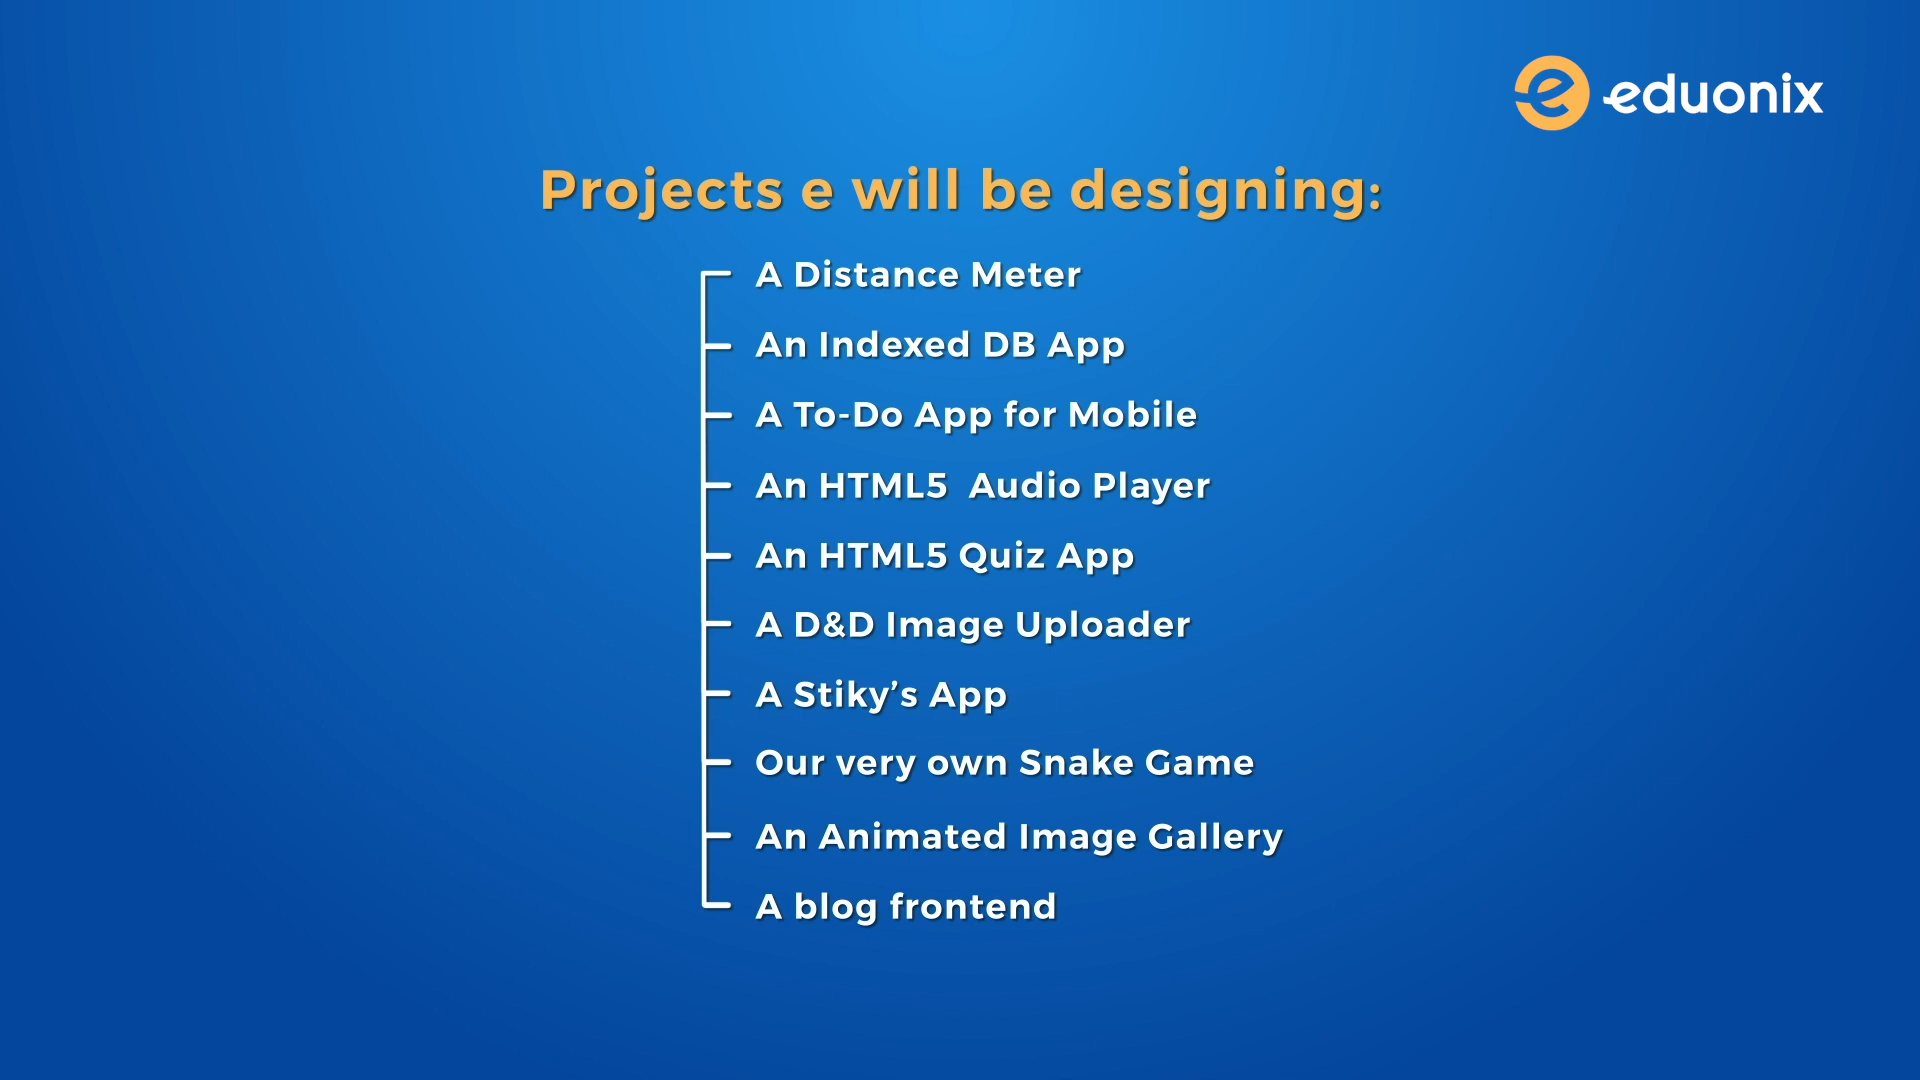 eduonix
Projects e will be designing:
A Distance Meter
An Indexed DB App
A To-Do App for Mobile
An HTML5  Audio Player
An HTML5 Quiz App
A D&D Image Uploader
A Stiky’s App
Our very own Snake Game
An Animated Image Gallery
A blog frontend